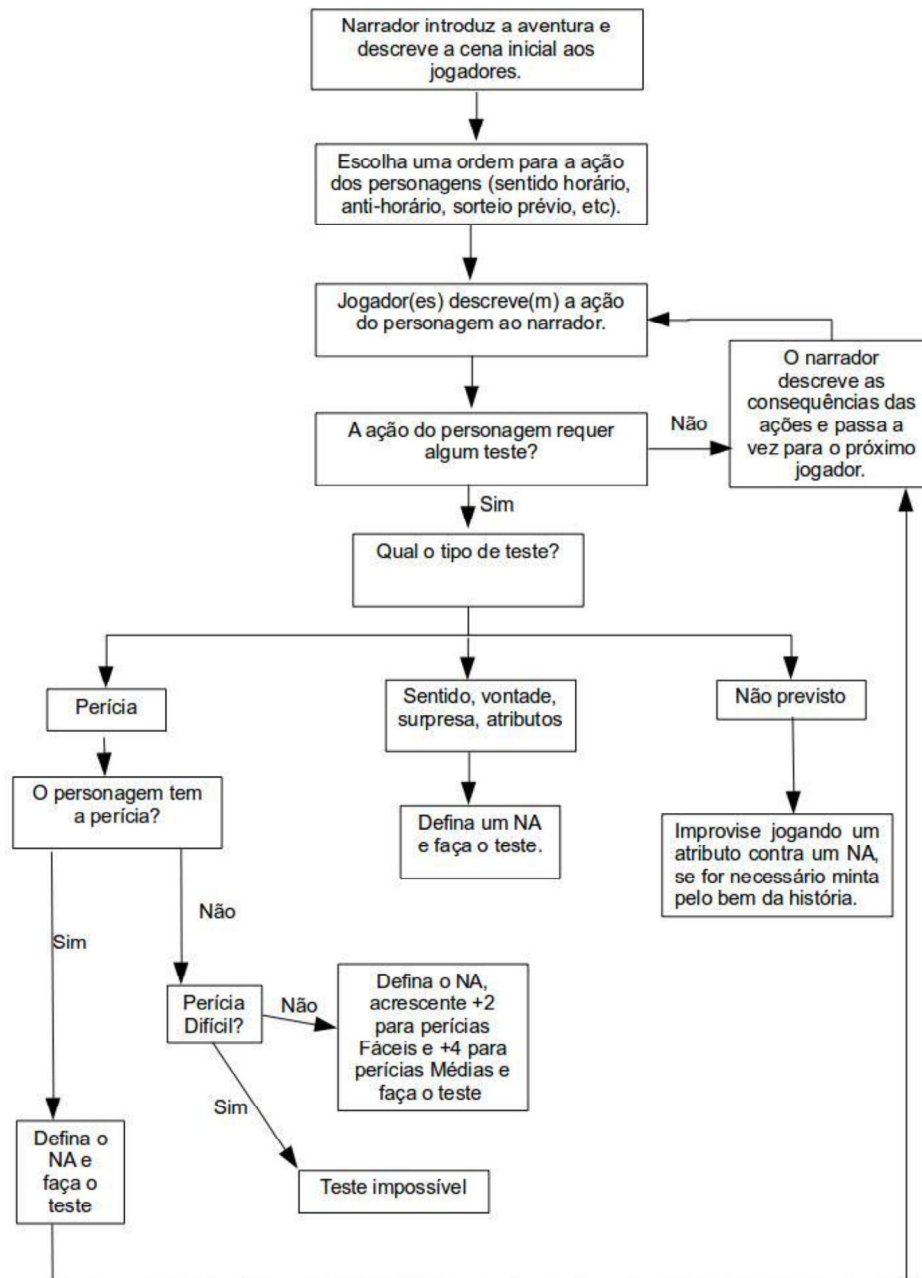 Narrador introduz a aventura e
descreve a cena inicial aos
jogadores.
Escolha uma ordem para a ação
dos personagens (sentido horário,
anti-horário, sorteio prévio, etc).
Jogador(es) descreve(m) a ação
do personagem ao narrador.
O narrador
descreve as
consequências das
ações e passa a
vez para o próximo
jogador.
A ação do personagem requer
algum teste?
Não
Sim
Qual o tipo de teste?
Perícia
Sentido, vontade,
surpresa, atributos
Não previsto
O personagem tem
a perícia?
Defina um NA
e faça o teste.
Improvise jogando um
atributo contra um NA,
se for necessário minta
pelo bem da história.
Sim
Não
Perícia
Difícil?
Não
Defina o NA,
acrescente +2
para perícias
Fáceis e +4 para
perícias Médias e
faça o teste
Sim
Defina o
NA e
faça o
teste
Teste impossível